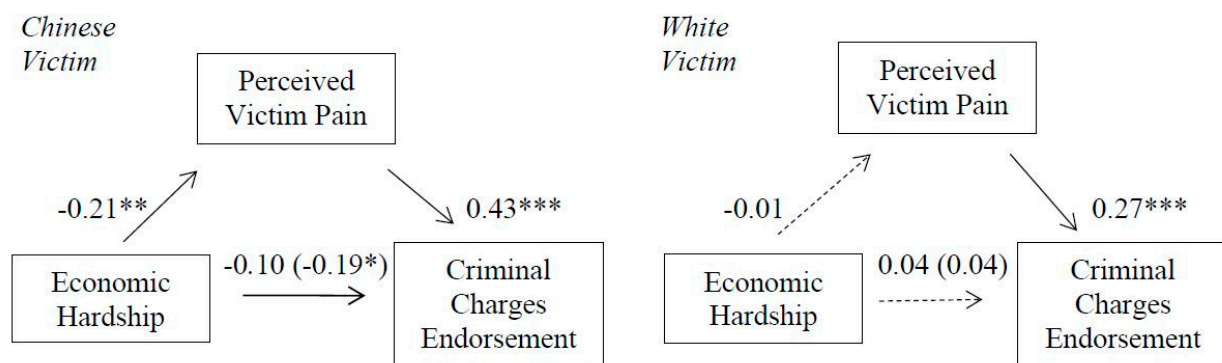 Chinese
Victim
Perceived
Victim Pain
-0.21**
0.43***
-0.10 (-0.19*)
Economic
Hardship
Criminal
Charges
Endorsement
White
Victim
Perceived
Victim Pain
-0.01
0.27***
0.04 (0.04)
Economic
Hardship
Criminal
Charges
Endorsement